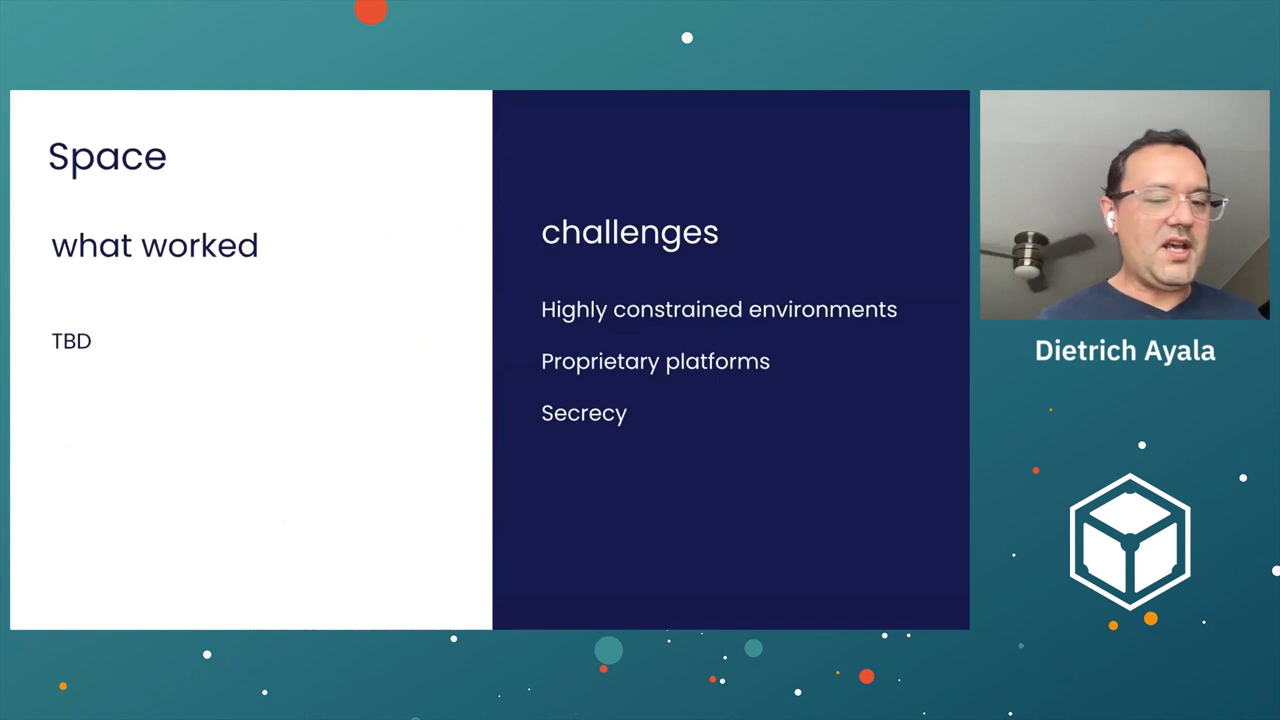 Space
what worked
TBD
challenges
Highly constrained environments
Proprietary platforms
Secrecy
Dietrich Ayala